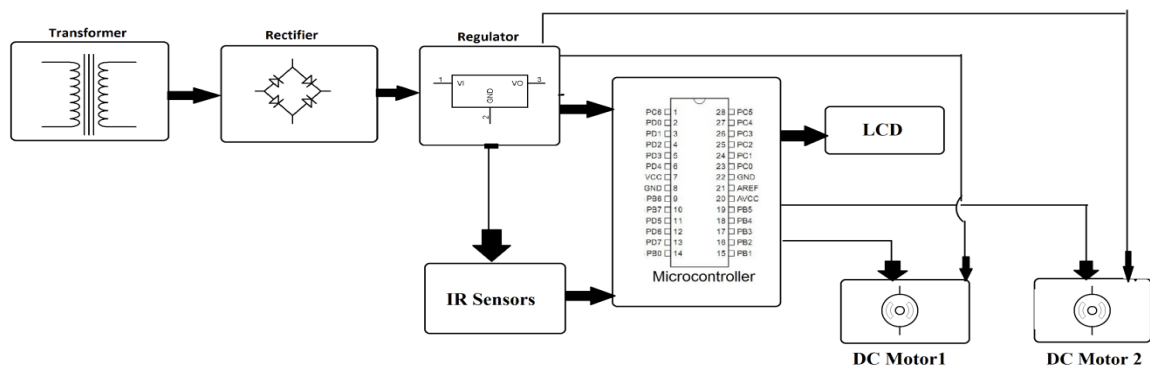 Transformer
Rectifier
Regulator
1 VI VO 3
GND
2
PC6 1 28 PC5
PD0 2 27 PC4
PD1 3 26 PC3
PD2 4 25 PC2
PD3 5 24 PC1
PD4 6 23 PC0
VCC 7 22 GND
GND 8 21 AREF
PB6 9 20 AVCC
PB7 10 19 PB5
PD5 11 18 PB4
PD6 12 17 PB3
PD7 13 16 PB2
PB0 14 15 PB1
Microcontroller
LCD
IR Sensors
DC Motor1
DC Motor 2